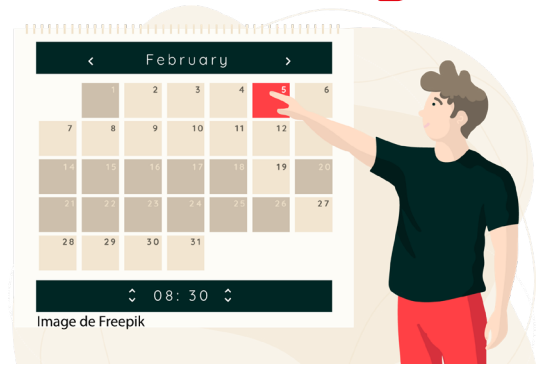 < February >
1 2 3 4 5 6
7 8 9 10 11 12
14 15 16 17 18 19 20
21 22 23 24 25 26 27
28 29 30 31
08: 30
Image de Freepik